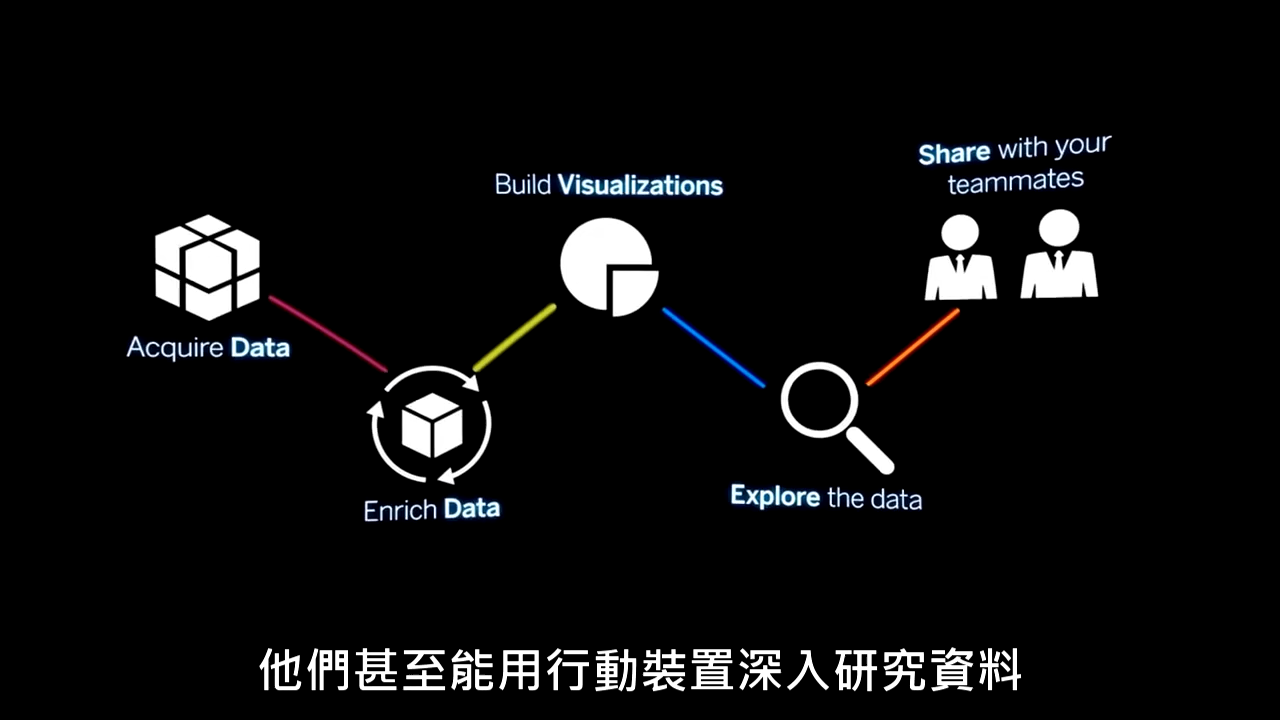 Acquire Data
Enrich Data
Build Visualizations
Explore the data
Share with your
teammates
他們甚至能用行動裝置深入研究資料